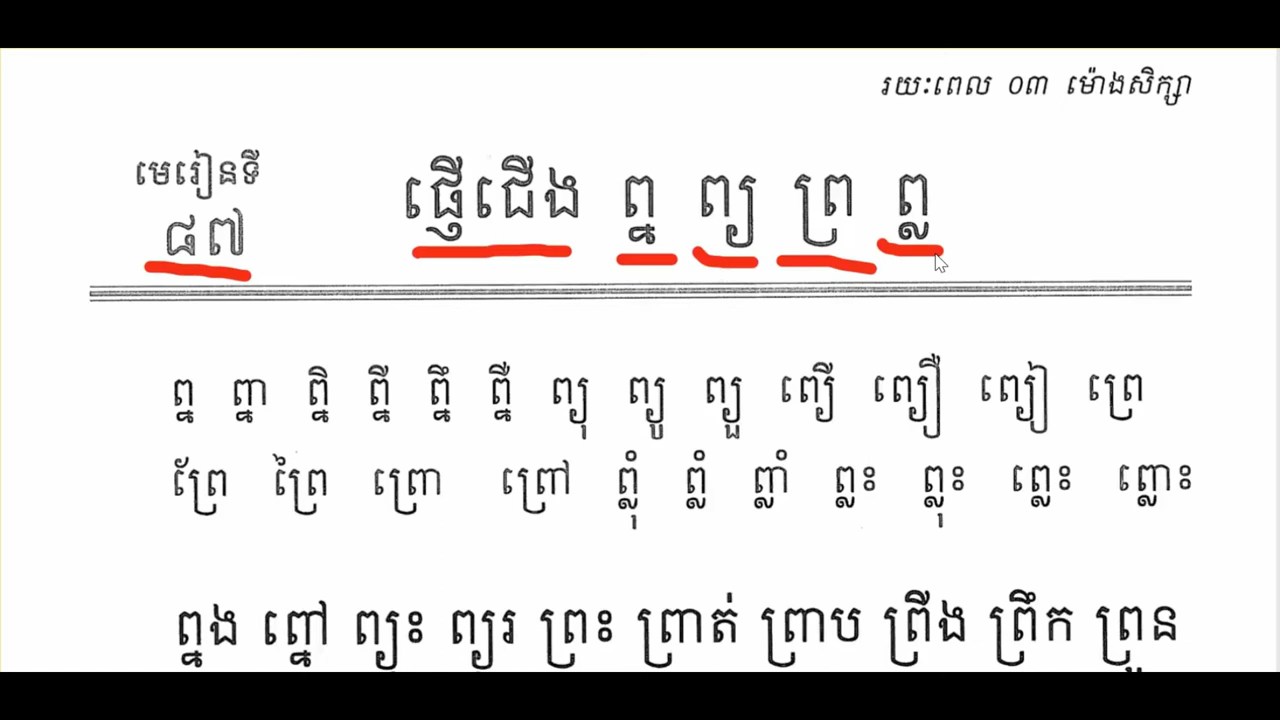 រយៈពេល ០៣ ម៉ោងសិក្សា
មេរៀនទី
៨៧
ផ្ញើជើង ព្ន ព្យ ព្រ ព្ល
ព្ន ព្នា ព្និ ព្នី ព្នឹ ព្នឺ ព្យុ ព្យូ ព្យួ ព្យើ ព្យឿ ព្យៀ ព្រេ
ព្រែ ព្រៃ ព្រោ ព្រៅ ព្លុំ ព្លំ ព្លាំ ព្លះ ព្លុះ ព្លេះ ព្លោះ
ព្នង ព្នៅ ព្យុះ ព្យរ ព្រះ ព្រាត់ ព្រាប ព្រីង ព្រឹក ព្រួន